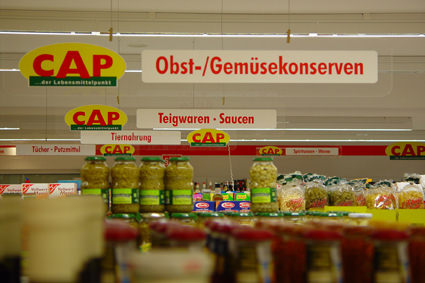 CAP
...der Lebensmittelpunkt
Obst-/Gemüsekonserven
CAP
...der Lebensmittelpunkt
Teigwaren - Saucen
Tiernahrung
CAP
Tücher - Putzmittel
CAP
CAP
Spirituosen - Weine
CAP